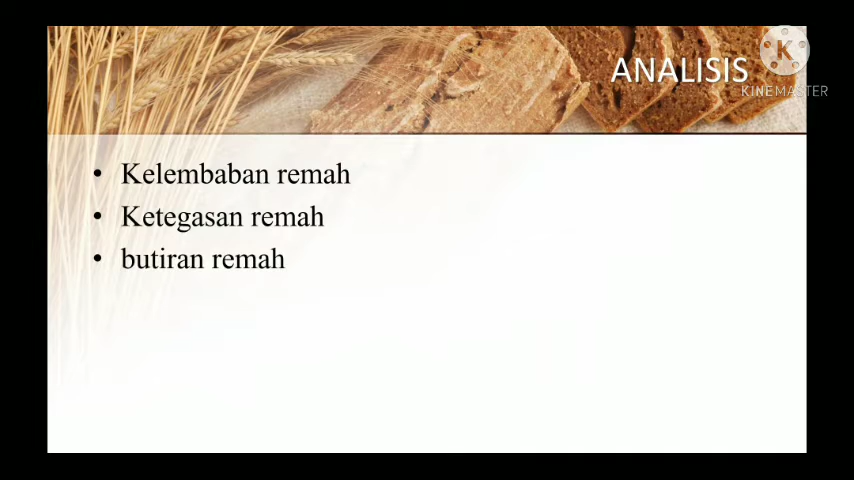 ANALISIS
K
KINEMASTER
• Kelembaban remah
• Ketegasan remah
• butiran remah